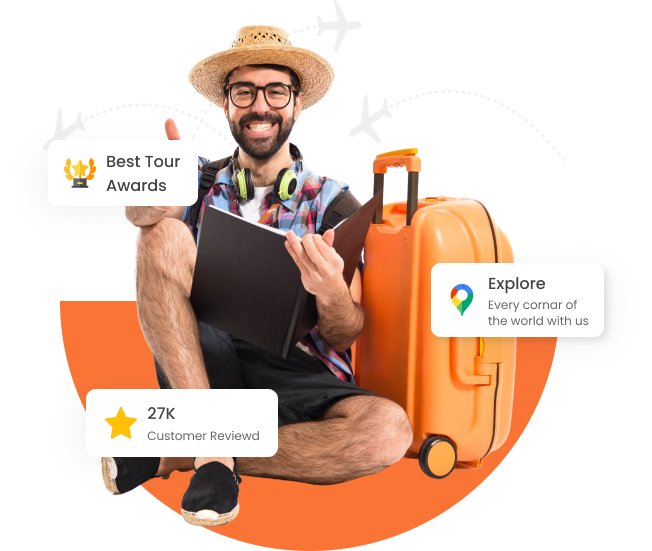 Best Tour
Awards
Explore
Every cornar of
the world with us
27K
Customer Reviewd